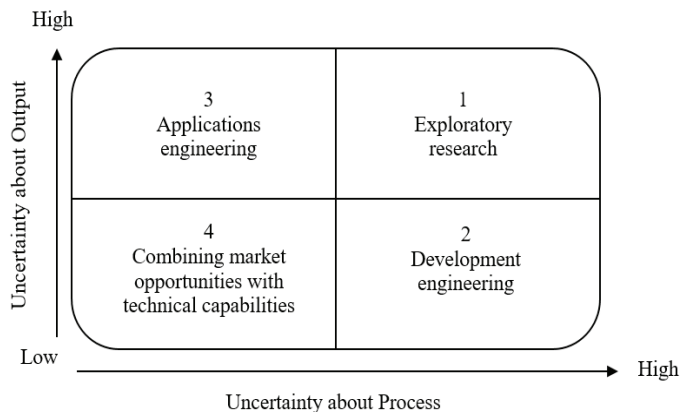 High
Uncertainty about Output
3
Applications
engineering
1
Exploratory
research
4
Combining market
opportunities with
technical capabilities
2
Development
engineering
Low
High
Uncertainty about Process